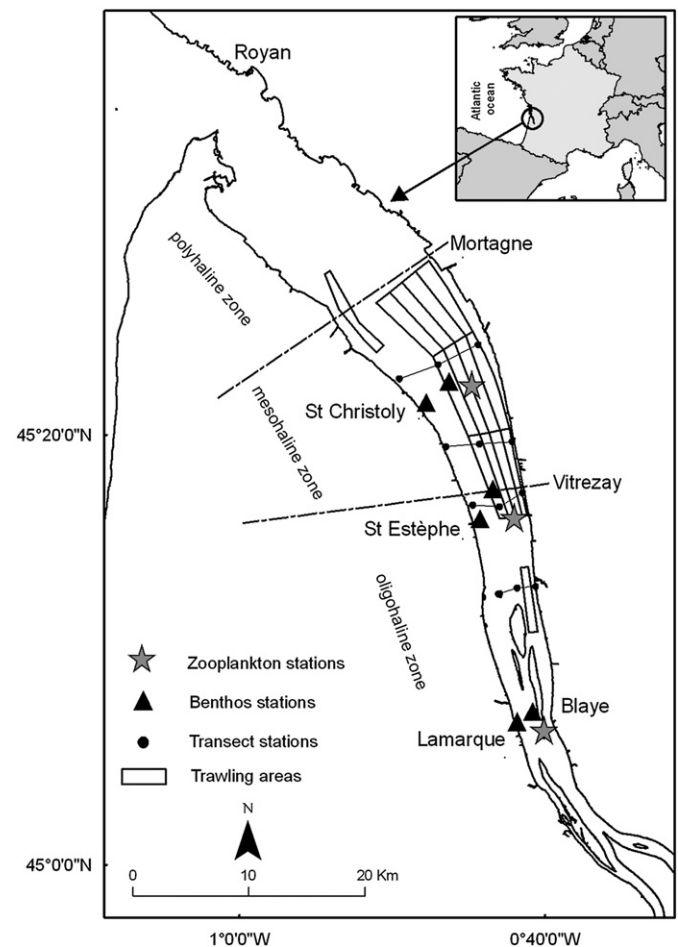 Royan
Atlantic
ocean
Mortagne
polyhaline zone
St Christoly
45°20'0"N
mesohaline zone
Vitrezay
St Estèphe
oligohaline zone
Zooplankton stations
Benthos stations
Blaye
Transect stations
Lamarque
Trawling areas
N
45°0'0"N
0 10 20 Km
1°0'0"W 0°40'0"W